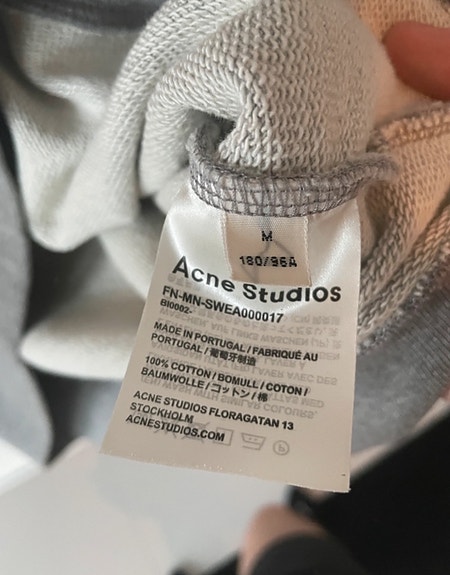 M
180/96A
Acne Studios
FN-MN-SWEA000017
BI0002-
MADE IN PORTUGAL / FABRIQUÉ AU
PORTUGAL / 葡萄牙制造
100% COTTON / BOMULL / COTON /
BAUMWOLLE / コットン / 棉
ACNE STUDIOS FLORAGATAN 13
STOCKHOLM
ACNESTUDIOS.COM